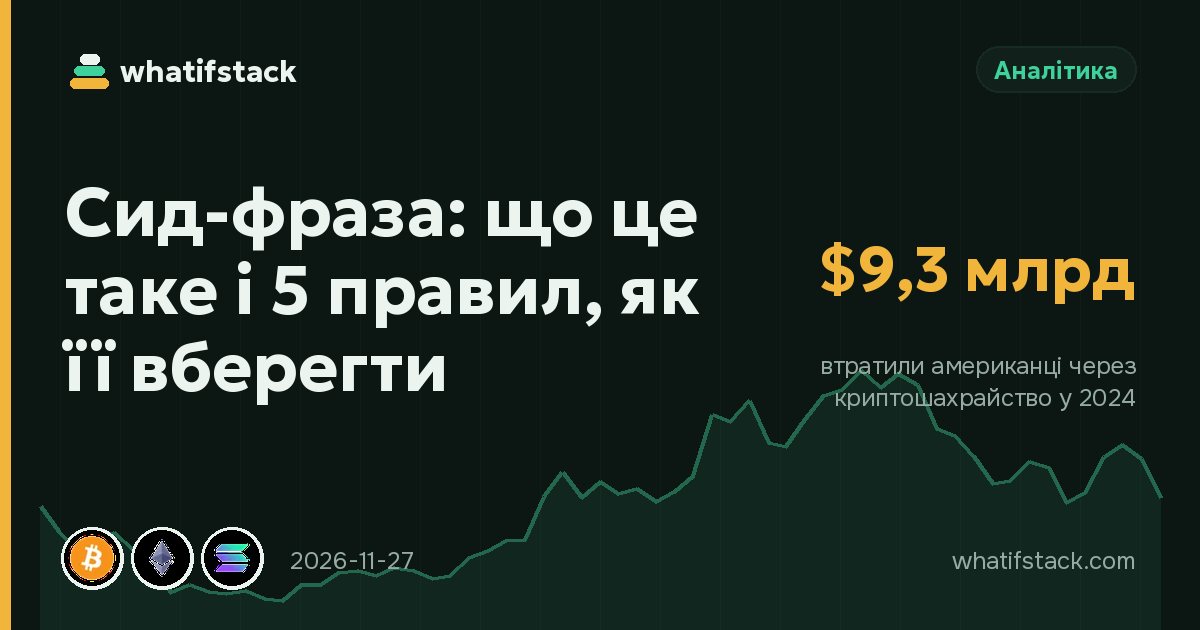 whatifstack
Аналітика
Сид-фраза: що це
таке і 5 правил, як
її вберегти
$9,3 млрд
втратили американці через
криптошахрайство у 2024
2026-11-27
whatifstack.com